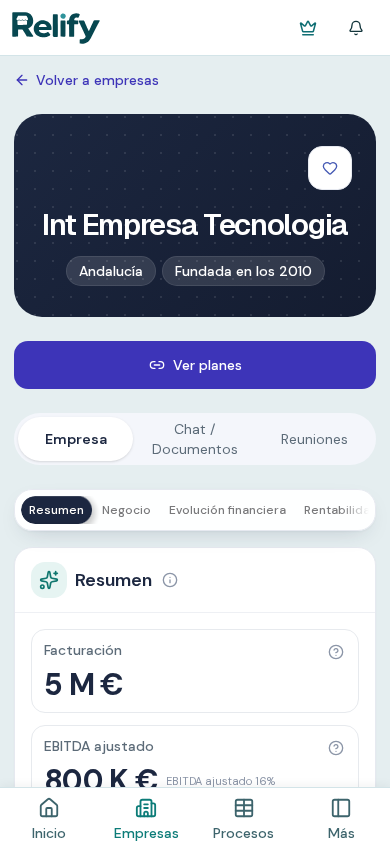 Relify
Volver a empresas
Int Empresa Tecnologia
Andalucía
Fundada en los 2010
Ver planes
Empresa
Chat /
Documentos
Reuniones
Resumen
Negocio
Evolución financiera
Resumen
Facturación
5 M €
EBITDA ajustado
800 K €
EBITDA ajustado 16%
Inicio
Empresas
Procesos
Más